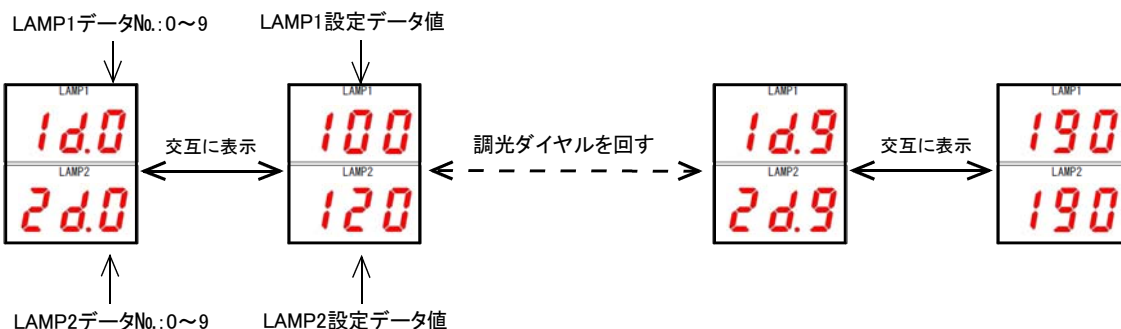 LAMP1データNo.:0～9 LAMP1設定データ値
LAMP1 LAMP1 LAMP1 LAMP1
1d.0 100 1d.9 190
交互に表示 調光ダイヤルを回す 交互に表示
LAMP2 LAMP2 LAMP2 LAMP2
2d.0 120 2d.9 190
LAMP2データNo.:0～9 LAMP2設定データ値